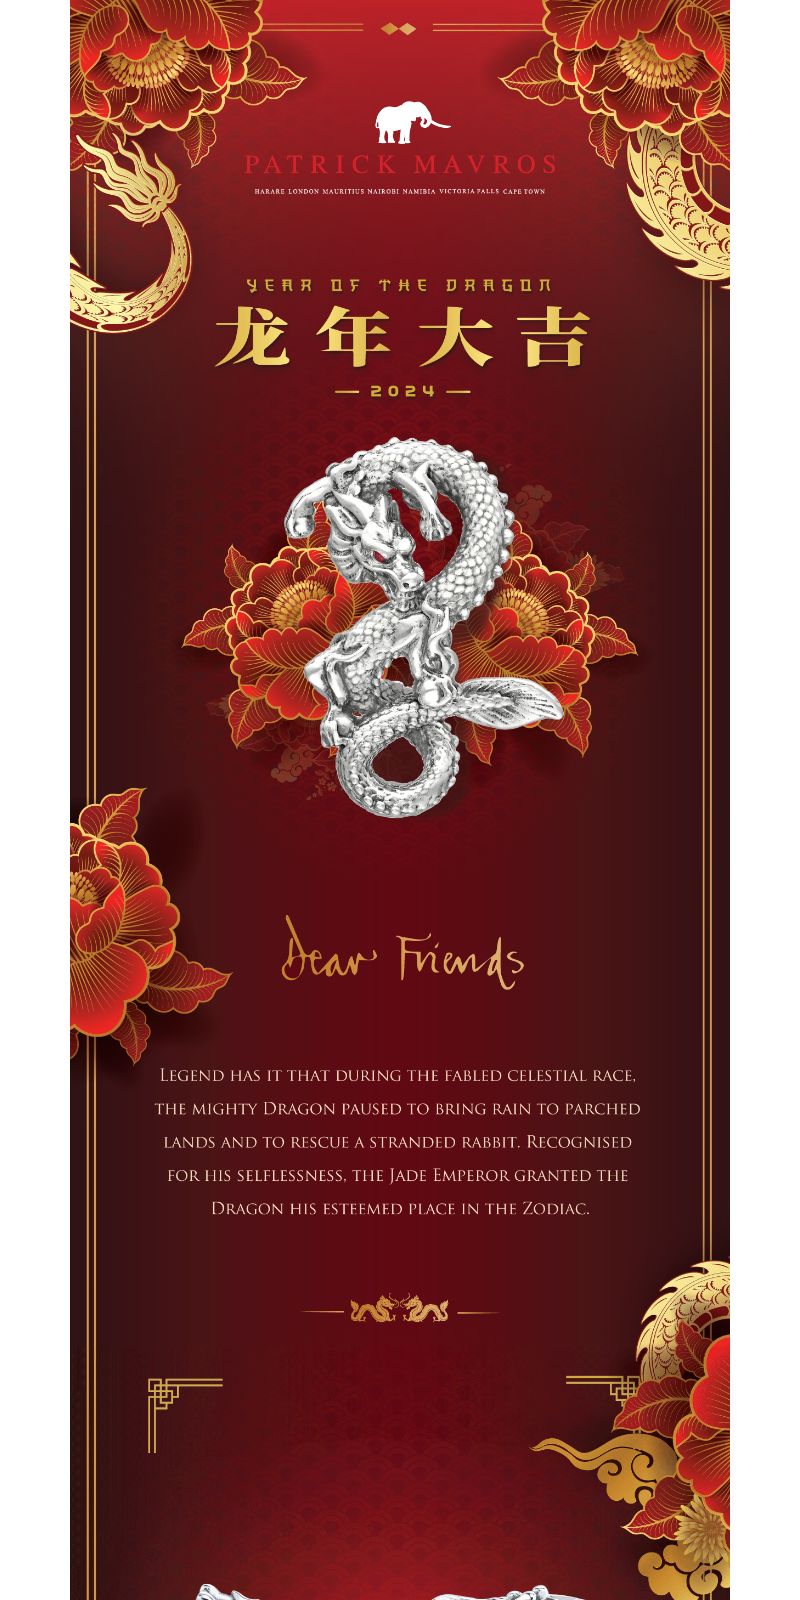 PATRICK MAVROS
HARARE LONDON MAURITIUS NAIROBI NAMIBIA VICTORIA FALLS CAPE TOWN
YEAR OF THE DRAGON
龙年大吉
2024
Dear Friends
LEGEND HAS IT THAT DURING THE FABLED CELESTIAL RACE,
THE MIGHTY DRAGON PAUSED TO BRING RAIN TO PARCHED
LANDS AND TO RESCUE A STRANDED RABBIT. RECOGNISED
FOR HIS SELFLESSNESS, THE JADE EMPEROR GRANTED THE
DRAGON HIS ESTEEMED PLACE IN THE ZODIAC.